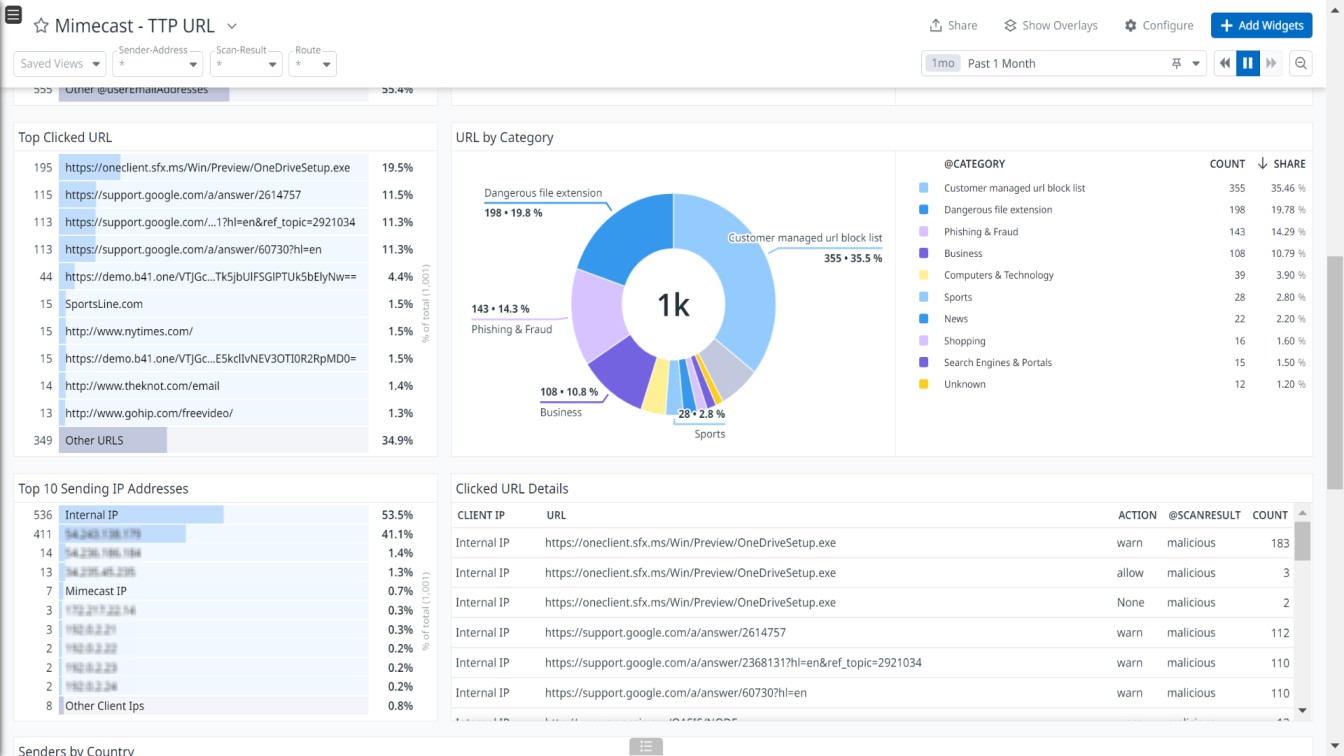 Mimecast - TTP URL
Share
Show Overlays
Configure
+ Add Widgets
Saved Views
Sender-Address
*
Scan-Result
*
Route
*
1mo Past 1 Month
555 Other @userEmailAddresses 55.4%
Top Clicked URL
195 https://oneclient.sfx.ms/Win/Preview/OneDriveSetup.exe 19.5%
115 https://support.google.com/a/answer/2614757 11.5%
113 https://support.google.com/...1?hl=en&ref_topic=2921034 11.3%
113 https://support.google.com/a/answer/60730?hl=en 11.3%
44 https://demo.b41.one/VTJGc...Tk5jbUlFSGlPTUk5bElyNw== 4.4%
15 SportsLine.com 1.5%
15 http://www.nytimes.com/ 1.5%
15 https://demo.b41.one/VTJGc...E5kclIvNEV3OTI0R2RpMD0= 1.5%
14 http://www.theknot.com/email 1.4%
13 http://www.gohip.com/freevideo/ 1.3%
349 Other URLS 34.9%
% of total (1,001)
URL by Category
Dangerous file extension
198 • 19.8 %
Customer managed url block list
355 • 35.5 %
143 • 14.3 %
Phishing & Fraud
1k
108 • 10.8 %
Business
28 • 2.8 %
Sports
@CATEGORY COUNT SHARE
Customer managed url block list 355 35.46 %
Dangerous file extension 198 19.78 %
Phishing & Fraud 143 14.29 %
Business 108 10.79 %
Computers & Technology 39 3.90 %
Sports 28 2.80 %
News 22 2.20 %
Shopping 16 1.60 %
Search Engines & Portals 15 1.50 %
Unknown 12 1.20 %
Top 10 Sending IP Addresses
536 Internal IP 53.5%
411 41.1%
14 1.4%
13 1.3%
7 Mimecast IP 0.7%
3 0.3%
3 0.3%
2 0.2%
2 0.2%
2 0.2%
8 Other Client Ips 0.8%
% of total (1,001)
Clicked URL Details
CLIENT IP URL ACTION @SCANRESULT COUNT
Internal IP https://oneclient.sfx.ms/Win/Preview/OneDriveSetup.exe warn malicious 183
Internal IP https://oneclient.sfx.ms/Win/Preview/OneDriveSetup.exe allow malicious 3
Internal IP https://oneclient.sfx.ms/Win/Preview/OneDriveSetup.exe None malicious 2
Internal IP https://support.google.com/a/answer/2614757 warn malicious 112
Internal IP https://support.google.com/a/answer/2368131?hl=en&ref_topic=2921034 warn malicious 110
Internal IP https://support.google.com/a/answer/60730?hl=en warn malicious 110
Senders by Country